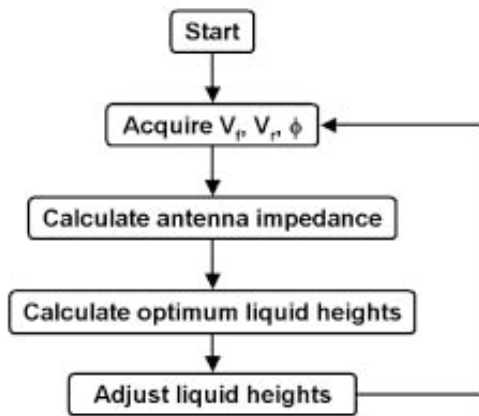 Start
Acquire V_f, V_r, ϕ
Calculate antenna impedance
Calculate optimum liquid heights
Adjust liquid heights